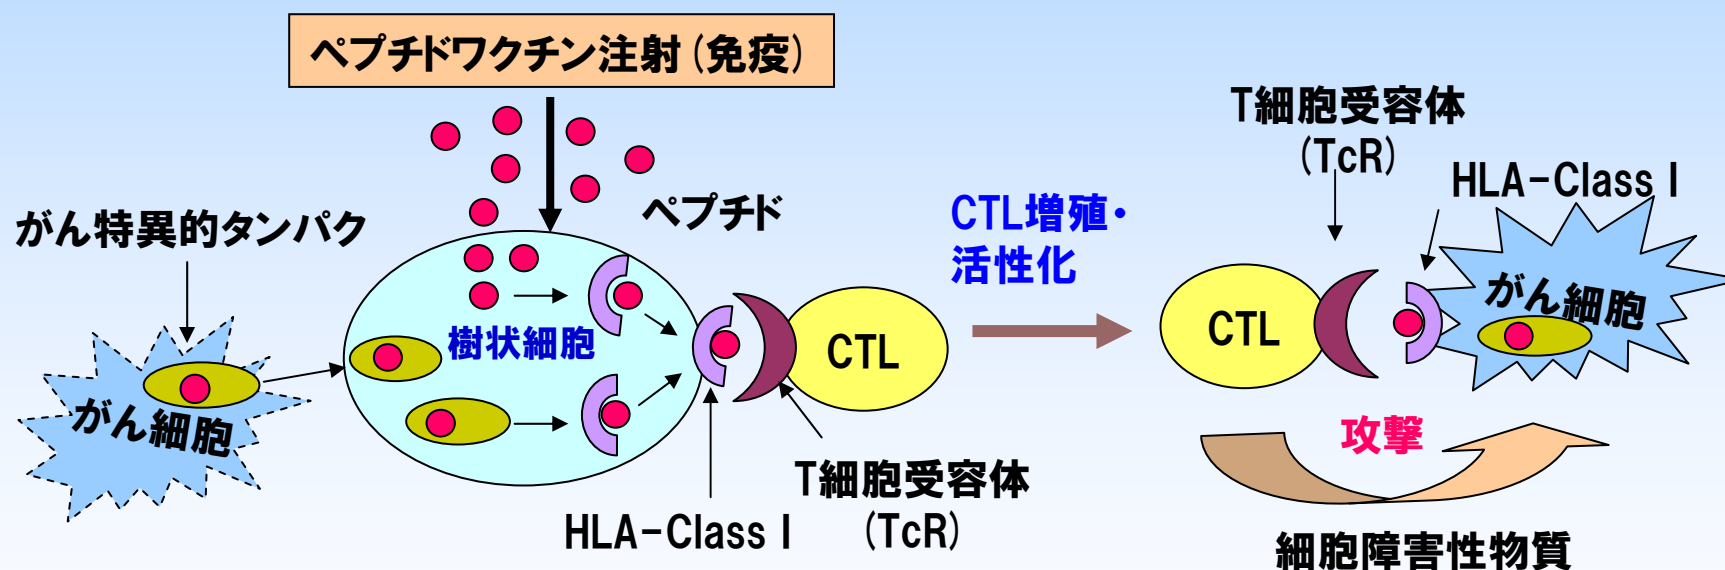 ペプチドワクチン注射(免疫)
T細胞受容体
(TcR)
HLA-Class I
ペプチド
がん特異的タンパク
CTL増殖・
活性化
がん細胞
樹状細胞
CTL
CTL
がん細胞
攻撃
T細胞受容体
(TcR)
HLA-Class I
細胞障害性物質